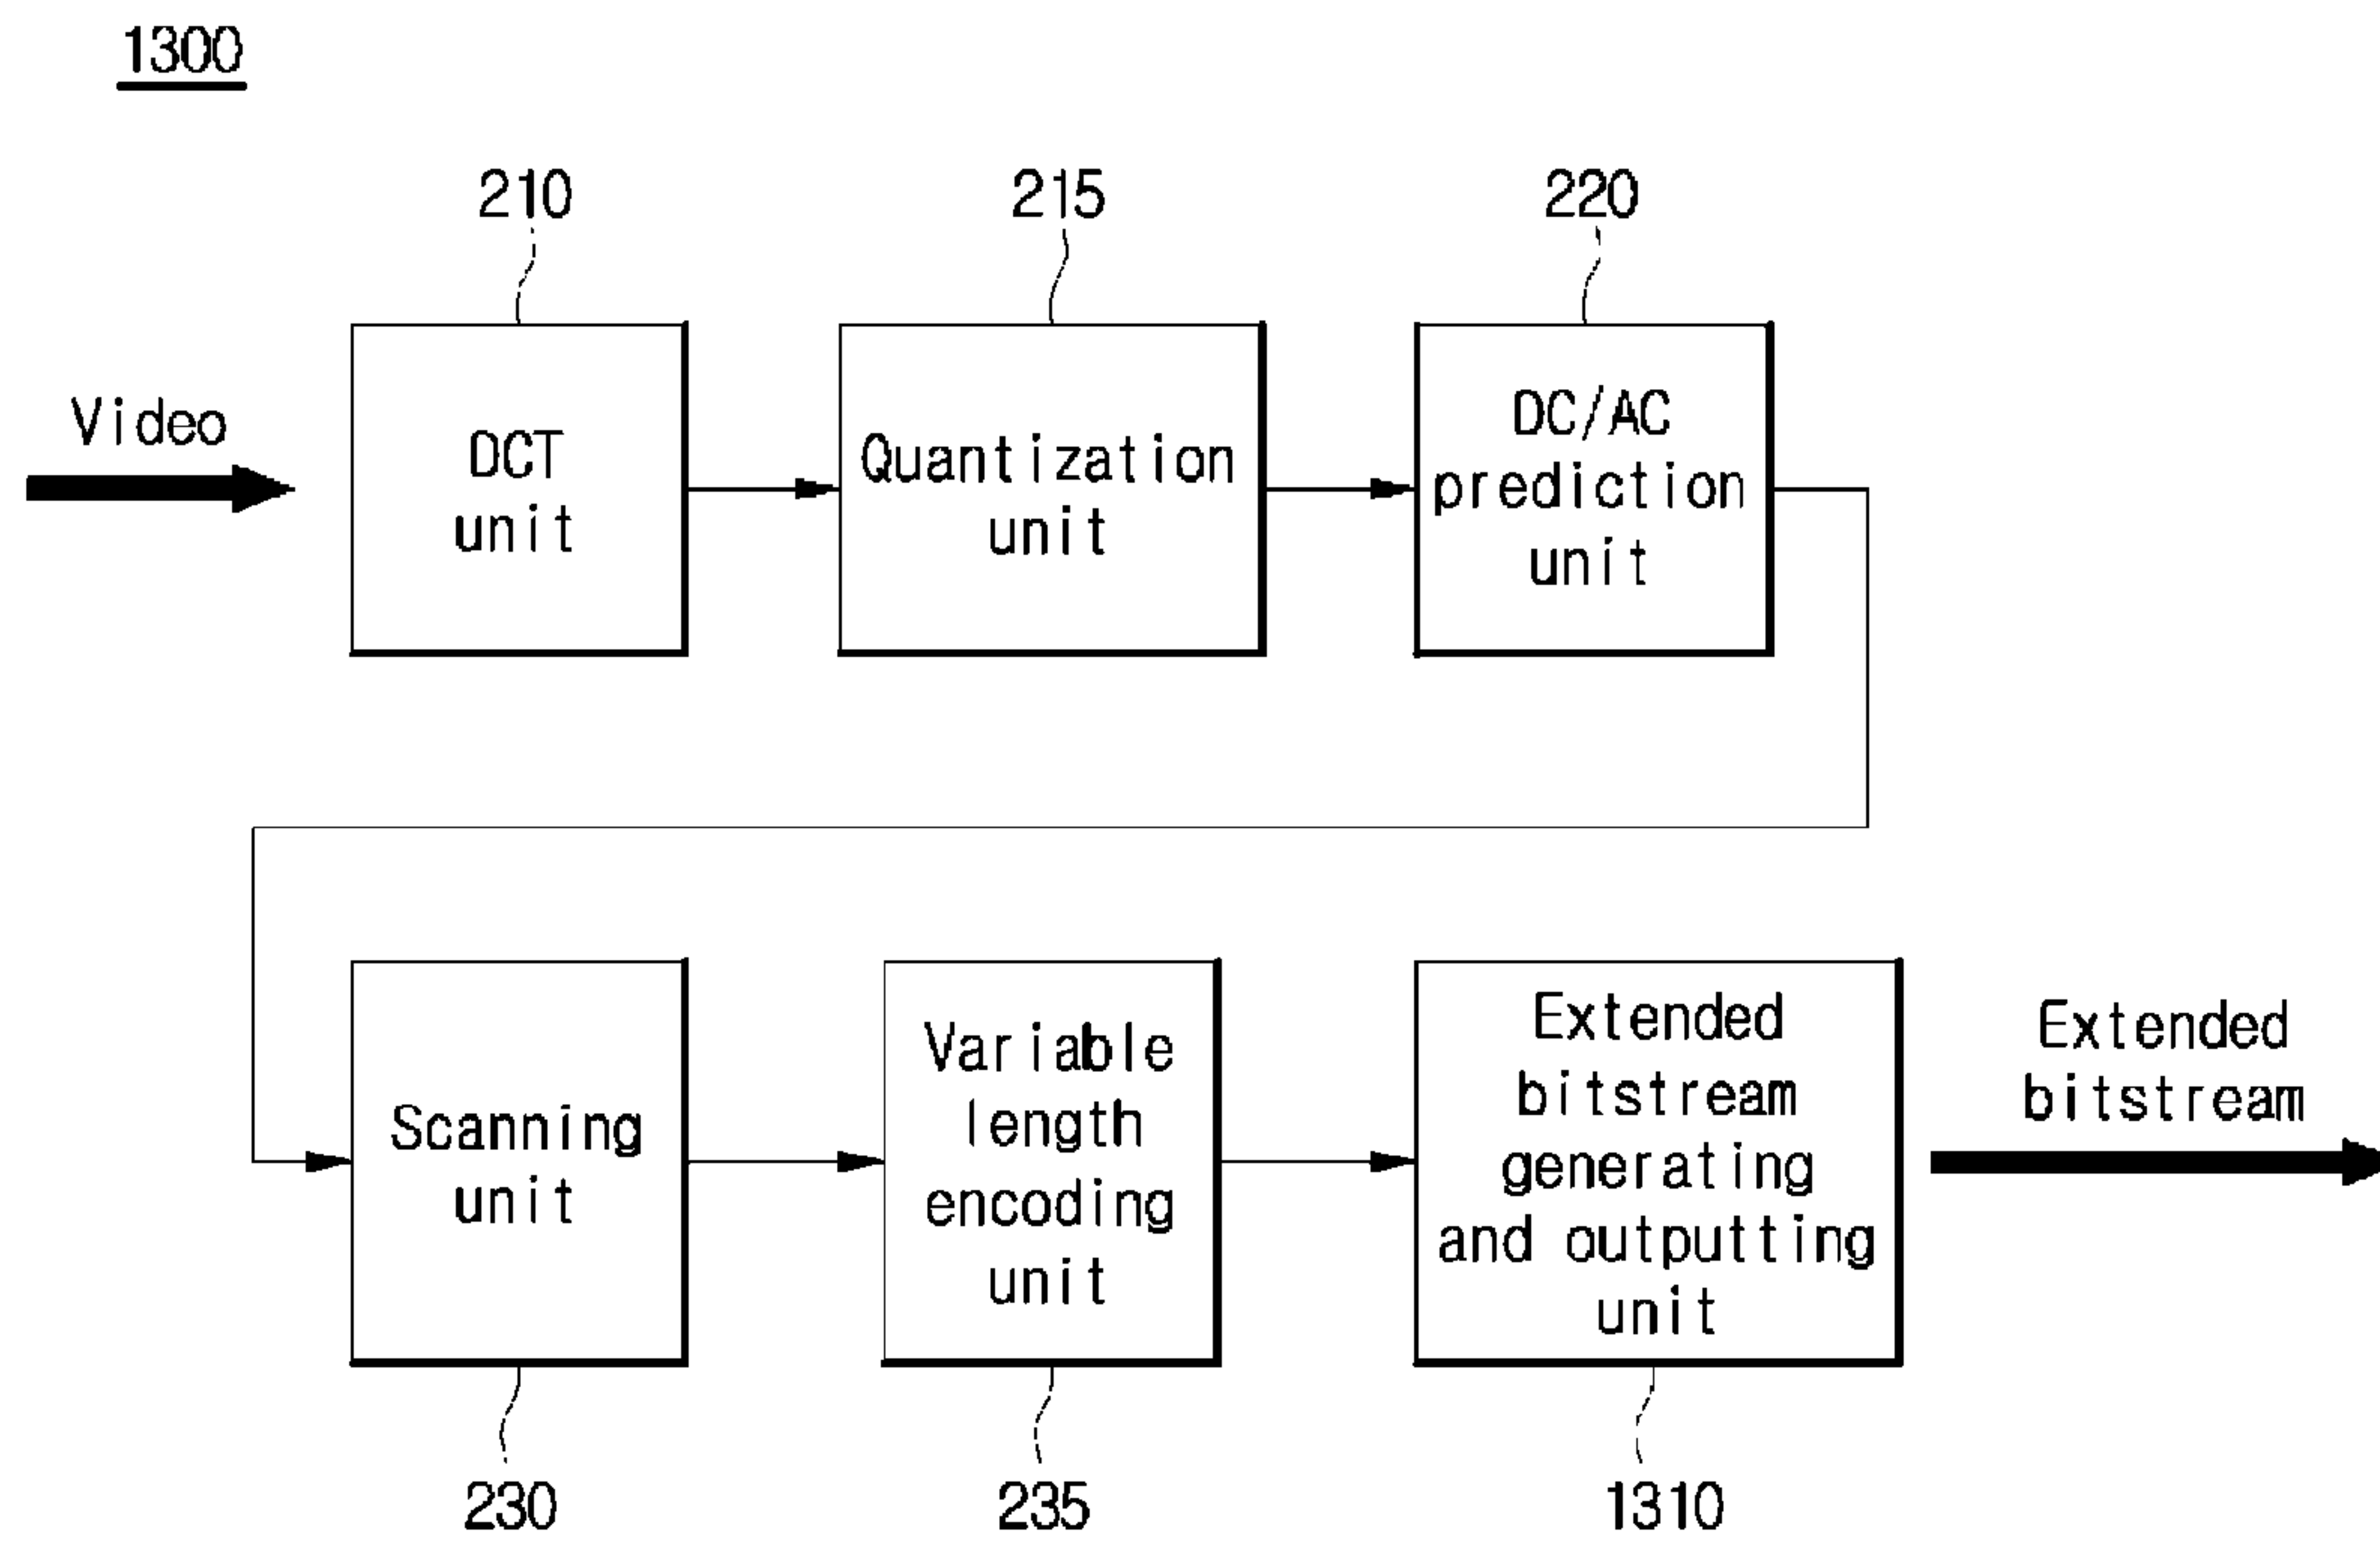 1300
210
215
220
Video
DCT
unit
Quantization
unit
DC/AC
prediction
unit
Scanning
unit
Variable
length
encoding
unit
Extended
bitstream
generating
and outputting
unit
Extended
bitstream
230
235
1310